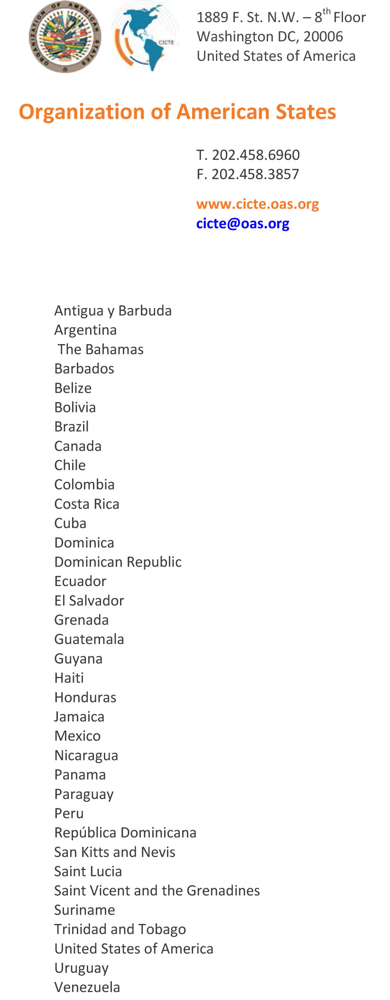 ORGANIZATION OF AMERICAN STATES
CICTE
1889 F. St. N.W. – 8th Floor
Washington DC, 20006
United States of America
Organization of American States
T. 202.458.6960
F. 202.458.3857
www.cicte.oas.org
cicte@oas.org
Antigua y Barbuda
Argentina
The Bahamas
Barbados
Belize
Bolivia
Brazil
Canada
Chile
Colombia
Costa Rica
Cuba
Dominica
Dominican Republic
Ecuador
El Salvador
Grenada
Guatemala
Guyana
Haiti
Honduras
Jamaica
Mexico
Nicaragua
Panama
Paraguay
Peru
República Dominicana
San Kitts and Nevis
Saint Lucia
Saint Vicent and the Grenadines
Suriname
Trinidad and Tobago
United States of America
Uruguay
Venezuela